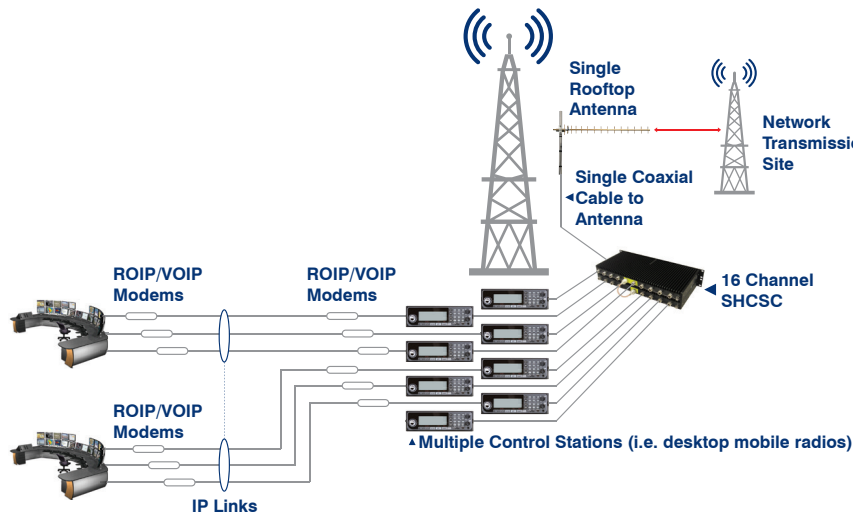 Single
Rooftop
Antenna
Network
Transmissio
Site
Single Coaxial
Cable to
Antenna
16 Channel
SHCSC
ROIP/VOIP
Modems
ROIP/VOIP
Modems
ROIP/VOIP
Modems
Multiple Control Stations (i.e. desktop mobile radios)
IP Links